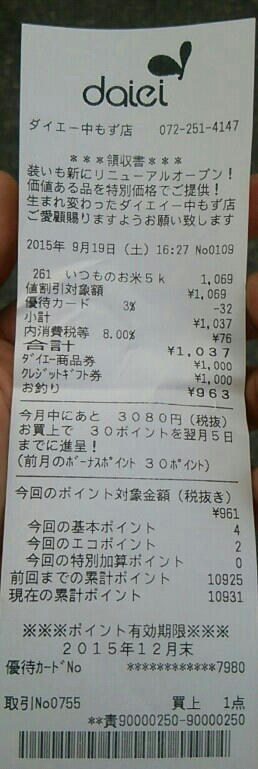 daiei
ダイエー中もず店 072-251-4147
***領収書***
装いも新にリニューアルオープン!
価値ある品を特別価格でご提供!
生まれ変わったダイエイー中もず店
ご愛顧賜りますようお願い致します
2015年 9月19日(土)16:27 No0109
261 いつものお米5k 1,069
値割引対象額 ¥1,069
優待カード 3% -32
小計 ¥1,037
内消費税等 8.00% ¥76
合計 ¥1,037
ダイエー商品券 ¥1,000
クレジットギフト券 ¥1,000
お釣り ¥963
今月中にあと 3080円(税抜)
お買上で 30ポイントを翌月5日
までに進呈!
(前月のボーナスポイント 30ポイント)
今回のポイント対象金額(税抜き)
¥961
今回の基本ポイント 4
今回のエコポイント 2
今回の特別加算ポイント 0
前回までの累計ポイント 10925
現在の累計ポイント 10931
※※※ポイント有効期限※※※
2015年12月末
優待カードNo ************7980
取引No0755 買上 1点
**青90000250-90000250